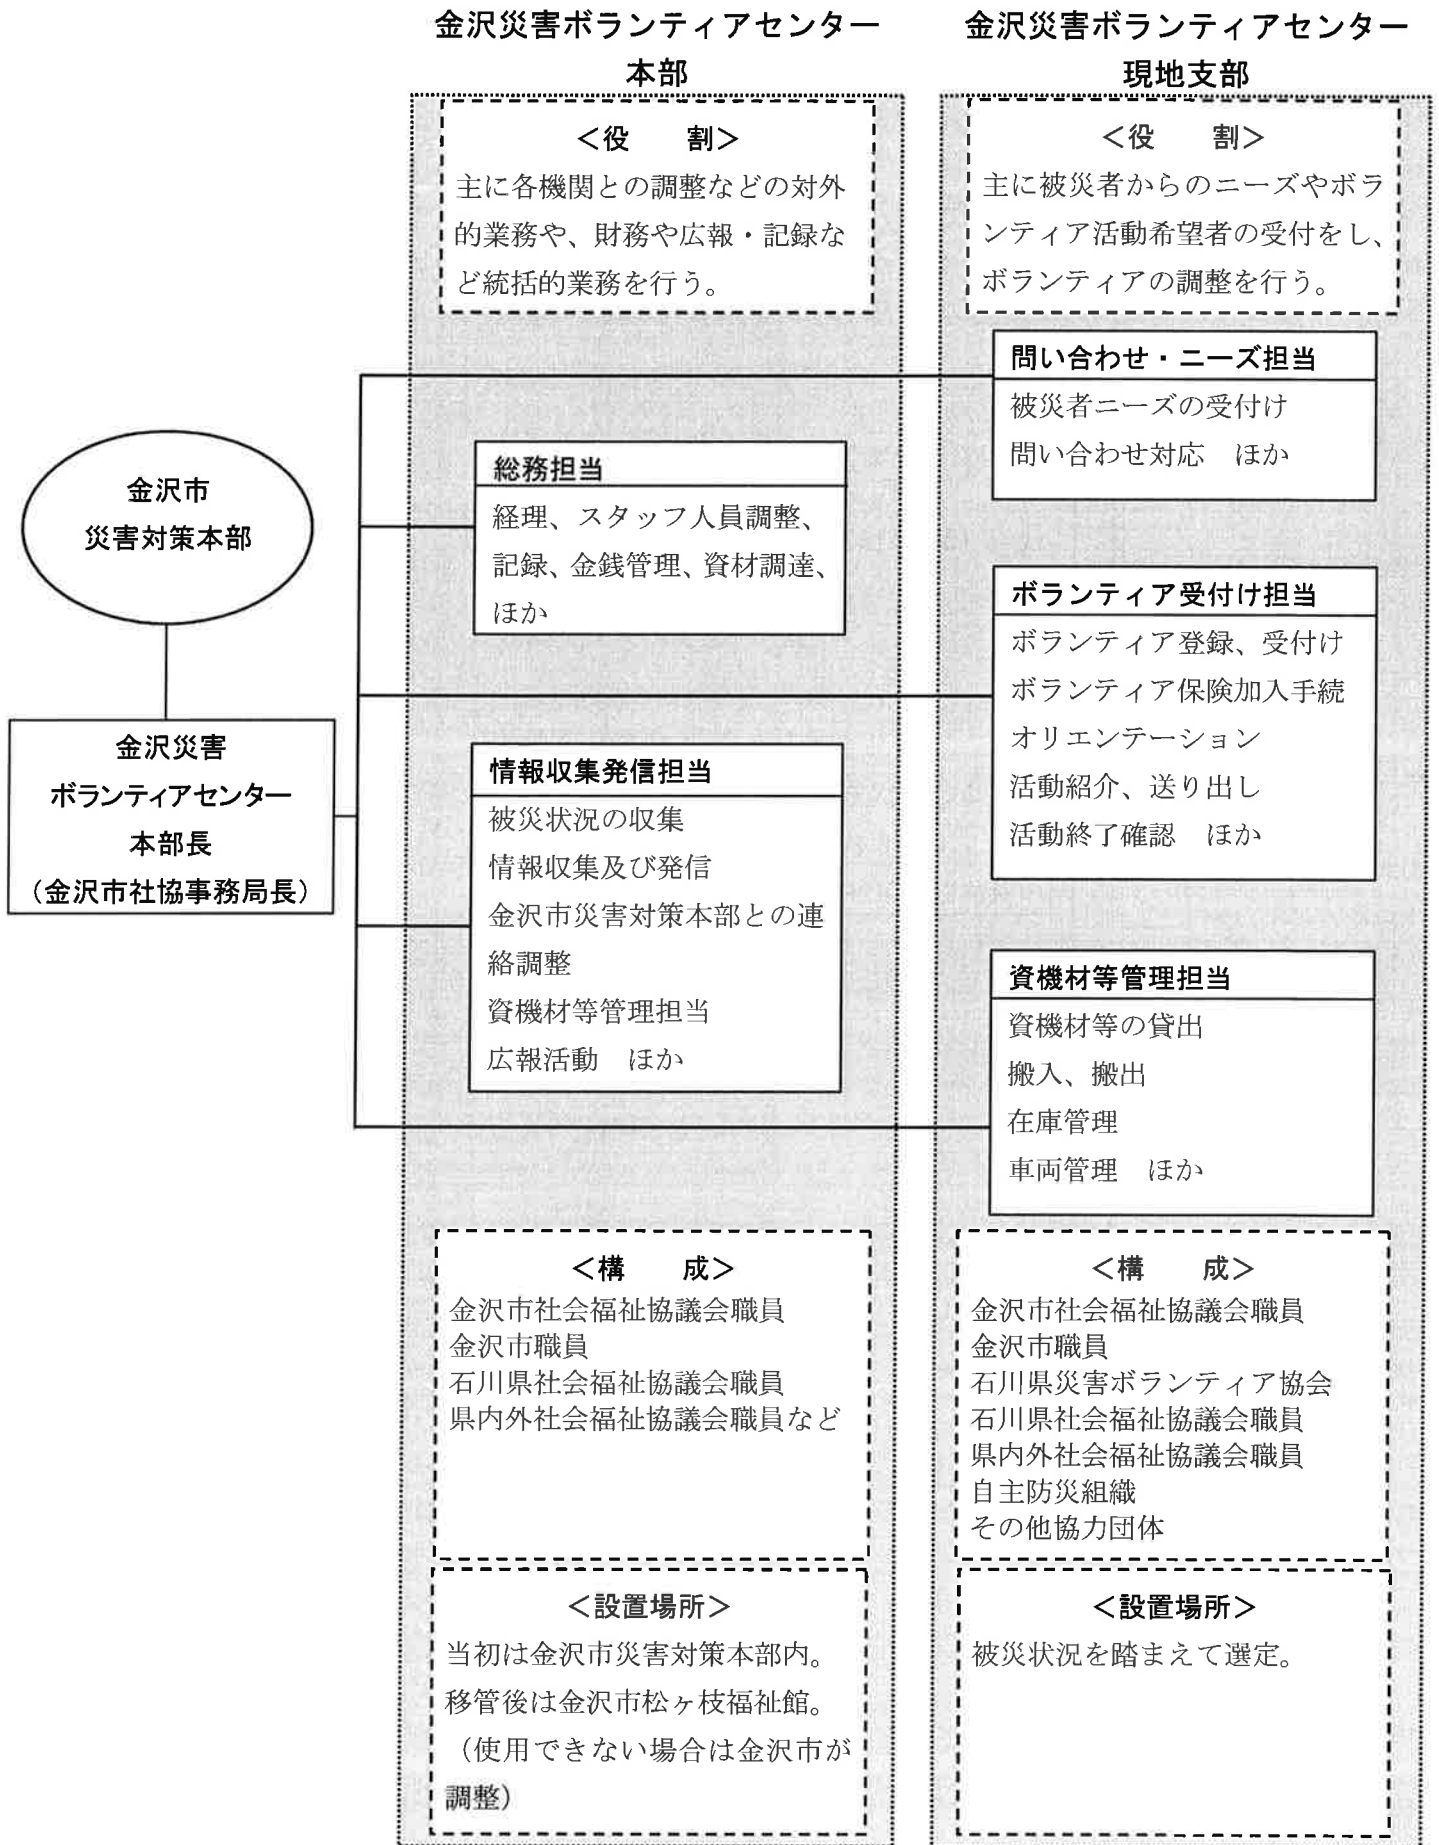 金沢災害ボランティアセンター
本部
金沢災害ボランティアセンター
現地支部
＜役　割＞
主に各機関との調整などの対外
的業務や、財務や広報・記録な
ど統括的業務を行う。
＜役　割＞
主に被災者からのニーズやボラ
ンティア活動希望者の受付をし、
ボランティアの調整を行う。
金沢市
災害対策本部
金沢災害
ボランティアセンター
本部長
（金沢市社協事務局長）
総務担当
経理、スタッフ人員調整、
記録、金銭管理、資材調達、
ほか
情報収集発信担当
被災状況の収集
情報収集及び発信
金沢市災害対策本部との連
絡調整
資機材等管理担当
広報活動　ほか
問い合わせ・ニーズ担当
被災者ニーズの受付け
問い合わせ対応　ほか
ボランティア受付け担当
ボランティア登録、受付け
ボランティア保険加入手続
オリエンテーション
活動紹介、送り出し
活動終了確認　ほか
資機材等管理担当
資機材等の貸出
搬入、搬出
在庫管理
車両管理　ほか
＜構　成＞
金沢市社会福祉協議会職員
金沢市職員
石川県社会福祉協議会職員
県内外社会福祉協議会職員など
＜構　成＞
金沢市社会福祉協議会職員
金沢市職員
石川県災害ボランティア協会
石川県社会福祉協議会職員
県内外社会福祉協議会職員
自主防災組織
その他協力団体
＜設置場所＞
当初は金沢市災害対策本部内。
移管後は金沢市松ヶ枝福祉館。
（使用できない場合は金沢市が
調整）
＜設置場所＞
被災状況を踏まえて選定。